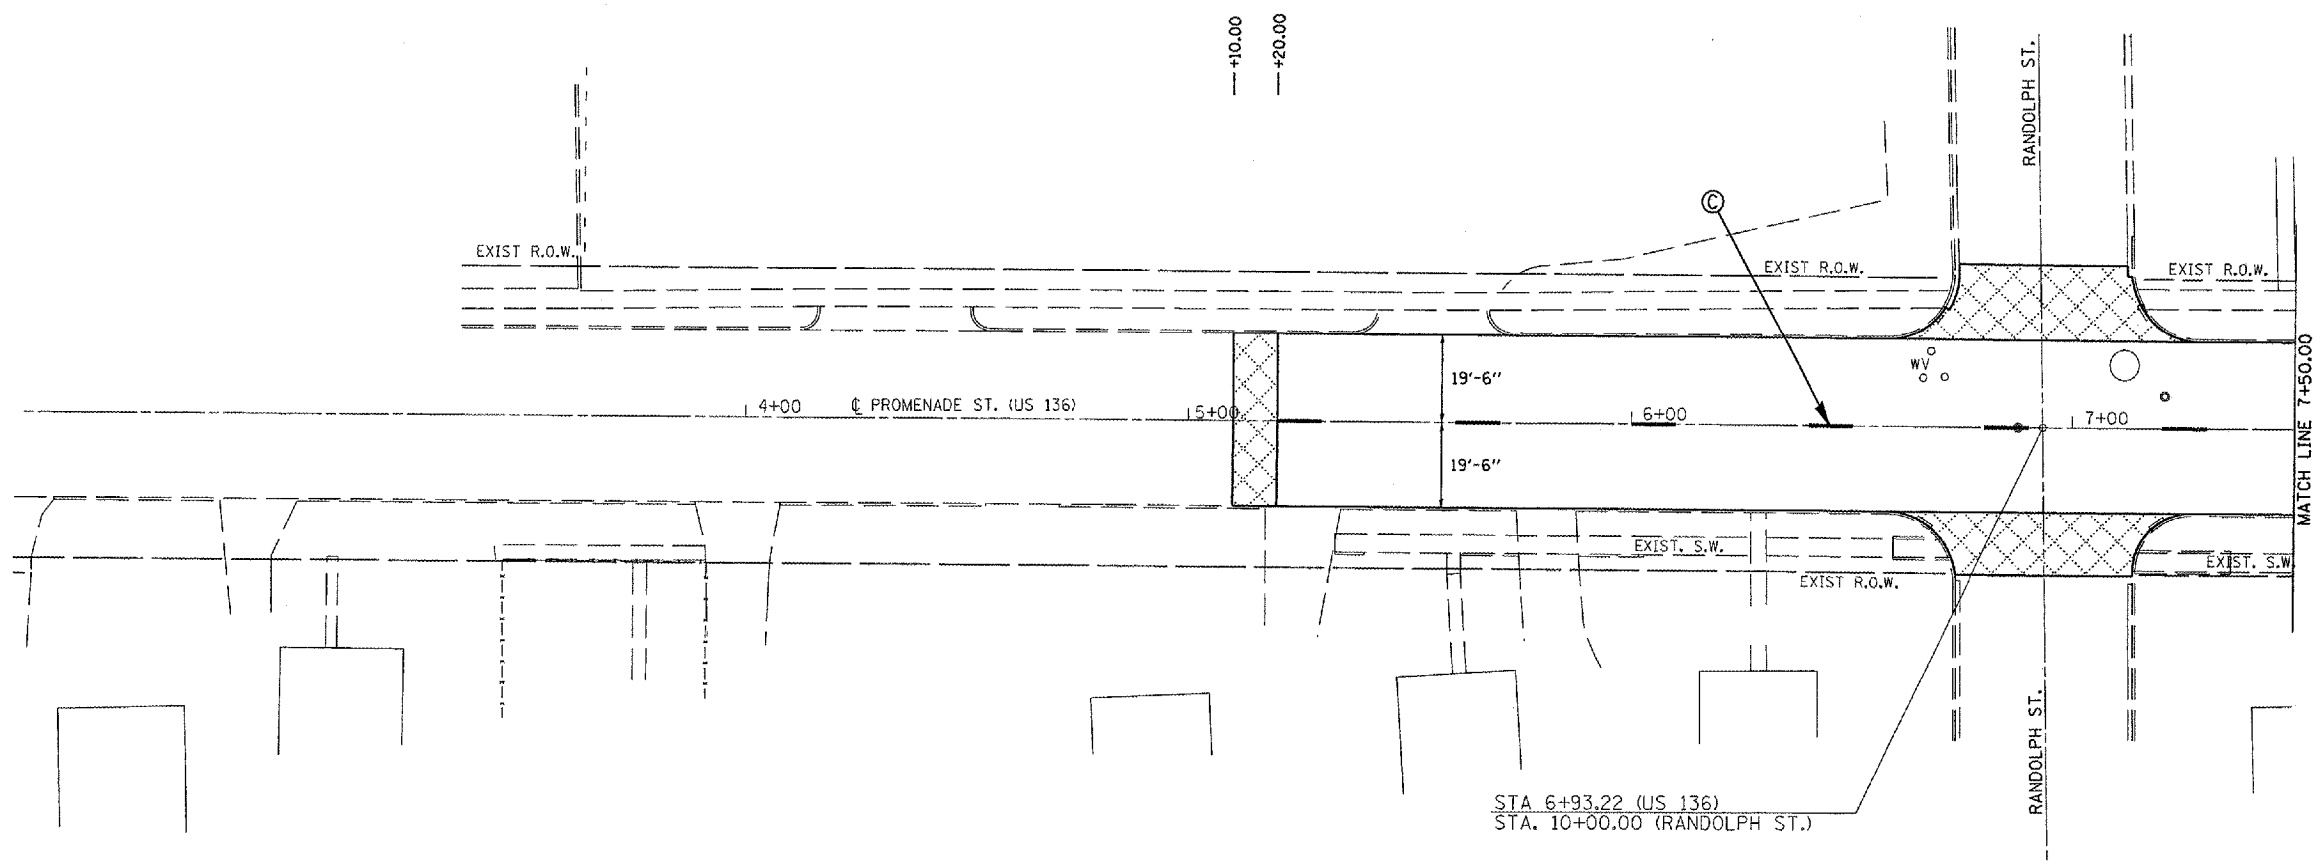 +10.00
+20.00
RANDOLPH ST.
Ⓒ
EXIST R.O.W.
EXIST R.O.W.
EXIST R.O.W.
19'-6"
WV
4+00
℄ PROMENADE ST. (US 136)
5+00
6+00
7+00
MATCH LINE 7+50.00
19'-6"
EXIST. S.W.
EXIST. S.W.
EXIST R.O.W.
RANDOLPH ST.
STA 6+93.22 (US 136)
STA. 10+00.00 (RANDOLPH ST.)